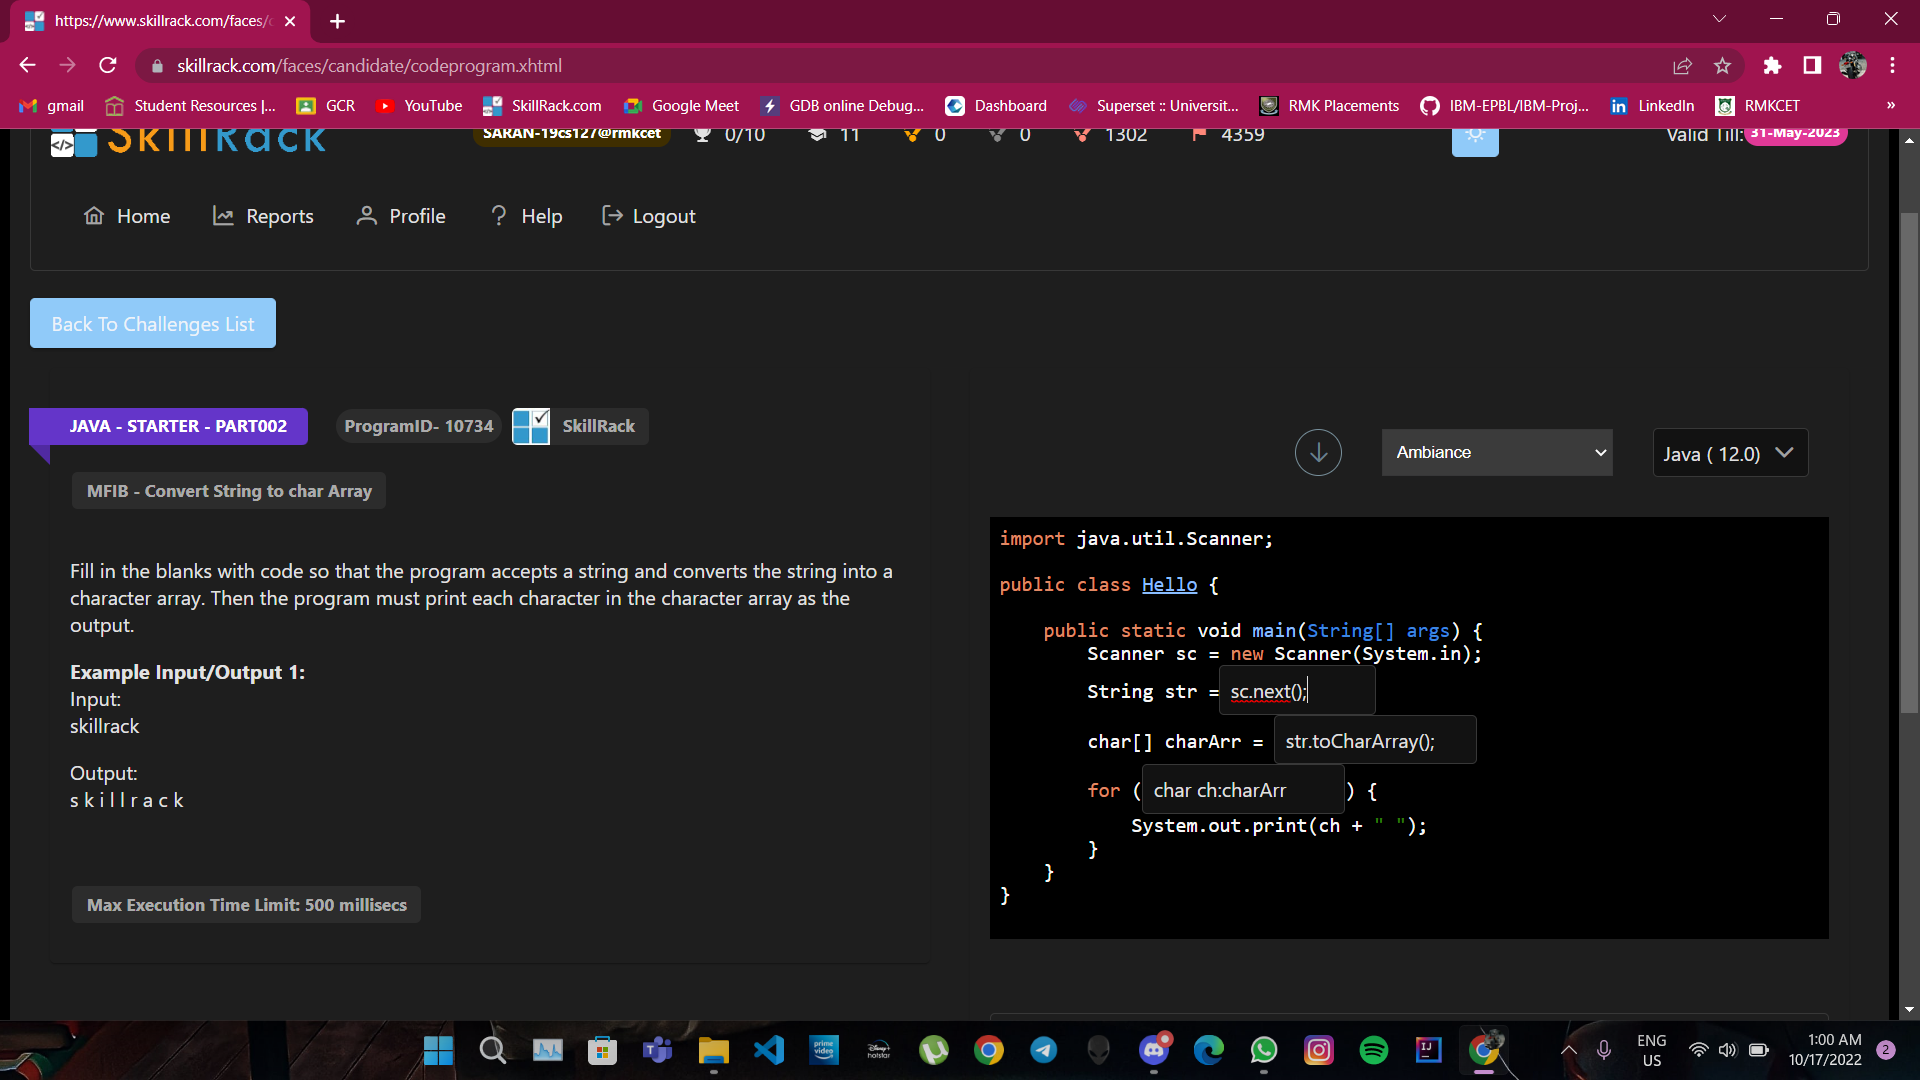 https://www.skillrack.com/faces/c
skillrack.com/faces/candidate/codeprogram.xhtml
gmail Student Resources |... GCR YouTube SkillRack.com Google Meet GDB online Debug... Dashboard Superset :: Universit... RMK Placements IBM-EPBL/IBM-Proj... LinkedIn RMKCET »
SkillRack SARAN-19cs127@rmkcet 0/10 11 0 0 1302 4359 Valid Till: 31-May-2023
Home Reports Profile Help Logout
Back To Challenges List
JAVA - STARTER - PART002 ProgramID- 10734 SkillRack
MFIB - Convert String to char Array
Fill in the blanks with code so that the program accepts a string and converts the string into a
character array. Then the program must print each character in the character array as the
output.
Example Input/Output 1:
Input:
skillrack
Output:
s k i l l r a c k
Max Execution Time Limit: 500 millisecs
Ambiance Java ( 12.0)
import java.util.Scanner;
public class Hello {
public static void main(String[] args) {
Scanner sc = new Scanner(System.in);
String str = sc.next();
char[] charArr = str.toCharArray();
for ( char ch:charArr ) {
System.out.print(ch + " ");
}
}
}
prime video
Disney+ hotstar
ENG
US
1:00 AM
10/17/2022
2